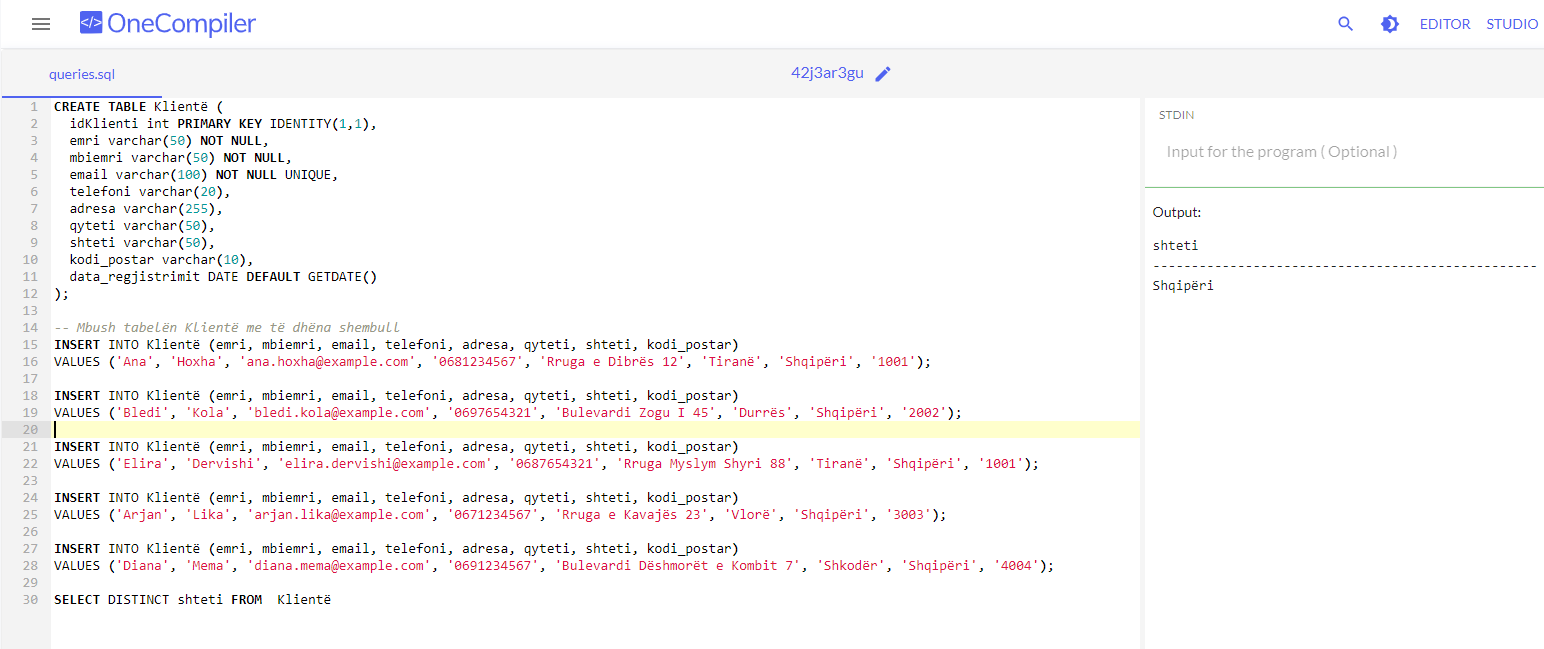 </> OneCompiler
EDITOR STUDIO
queries.sql
42j3ar3gu
1 CREATE TABLE Klientë (
2   idKlienti int PRIMARY KEY IDENTITY(1,1),
3   emri varchar(50) NOT NULL,
4   mbiemri varchar(50) NOT NULL,
5   email varchar(100) NOT NULL UNIQUE,
6   telefoni varchar(20),
7   adresa varchar(255),
8   qyteti varchar(50),
9   shteti varchar(50),
10   kodi_postar varchar(10),
11   data_regjistrimit DATE DEFAULT GETDATE()
12 );
13
14 -- Mbush tabelën Klientë me të dhëna shembull
15 INSERT INTO Klientë (emri, mbiemri, email, telefoni, adresa, qyteti, shteti, kodi_postar)
16 VALUES ('Ana', 'Hoxha', 'ana.hoxha@example.com', '0681234567', 'Rruga e Dibrës 12', 'Tiranë', 'Shqipëri', '1001');
17
18 INSERT INTO Klientë (emri, mbiemri, email, telefoni, adresa, qyteti, shteti, kodi_postar)
19 VALUES ('Bledi', 'Kola', 'bledi.kola@example.com', '0697654321', 'Bulevardi Zogu I 45', 'Durrës', 'Shqipëri', '2002');
20
21 INSERT INTO Klientë (emri, mbiemri, email, telefoni, adresa, qyteti, shteti, kodi_postar)
22 VALUES ('Elira', 'Dervishi', 'elira.dervishi@example.com', '0687654321', 'Rruga Myslym Shyri 88', 'Tiranë', 'Shqipëri', '1001');
23
24 INSERT INTO Klientë (emri, mbiemri, email, telefoni, adresa, qyteti, shteti, kodi_postar)
25 VALUES ('Arjan', 'Lika', 'arjan.lika@example.com', '0671234567', 'Rruga e Kavajës 23', 'Vlorë', 'Shqipëri', '3003');
26
27 INSERT INTO Klientë (emri, mbiemri, email, telefoni, adresa, qyteti, shteti, kodi_postar)
28 VALUES ('Diana', 'Mema', 'diana.mema@example.com', '0691234567', 'Bulevardi Dëshmorët e Kombit 7', 'Shkodër', 'Shqipëri', '4004');
29
30 SELECT DISTINCT shteti FROM  Klientë
STDIN
Input for the program ( Optional )
Output:
shteti
--------------------------------------------------
Shqipëri